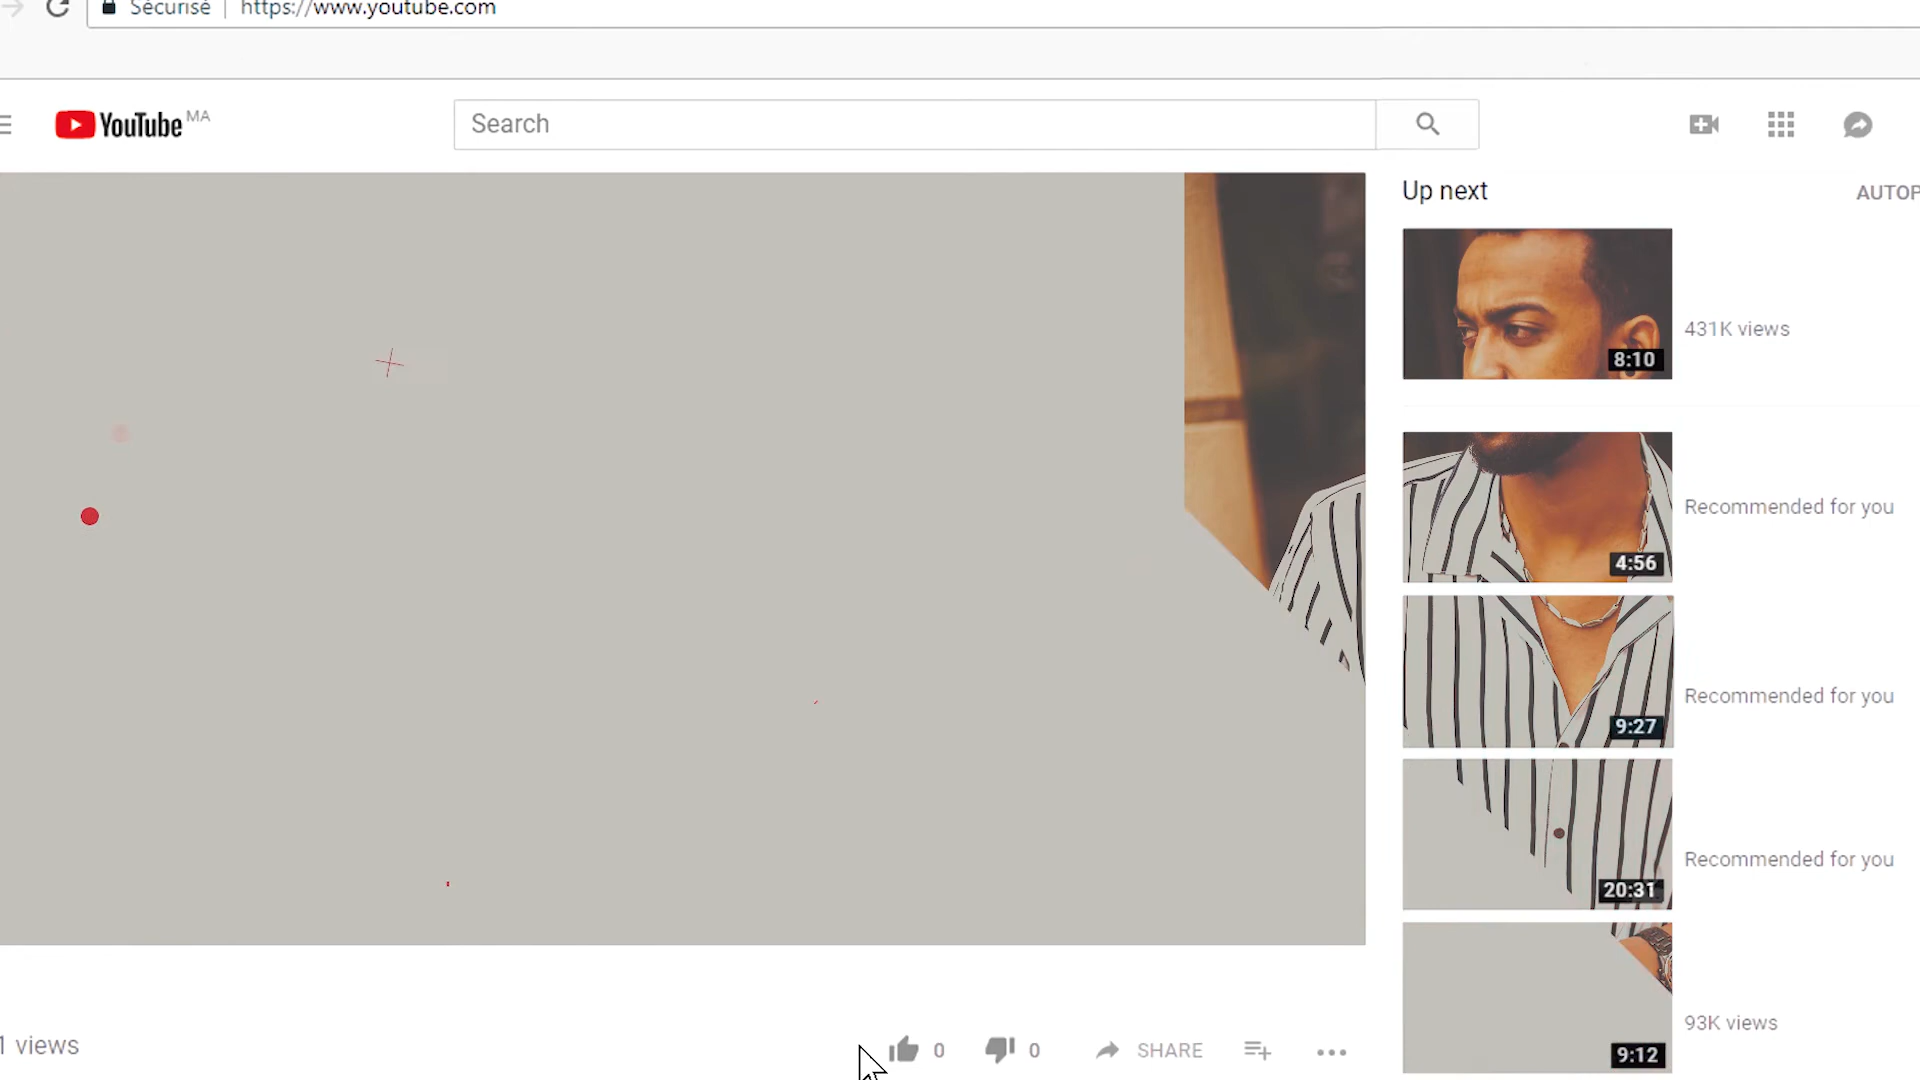 Sécurisé | https://www.youtube.com
YouTube MA
Search
Up next
AUTOP
8:10
431K views
4:56
Recommended for you
9:27
Recommended for you
20:31
Recommended for you
9:12
93K views
1 views
0
0
SHARE